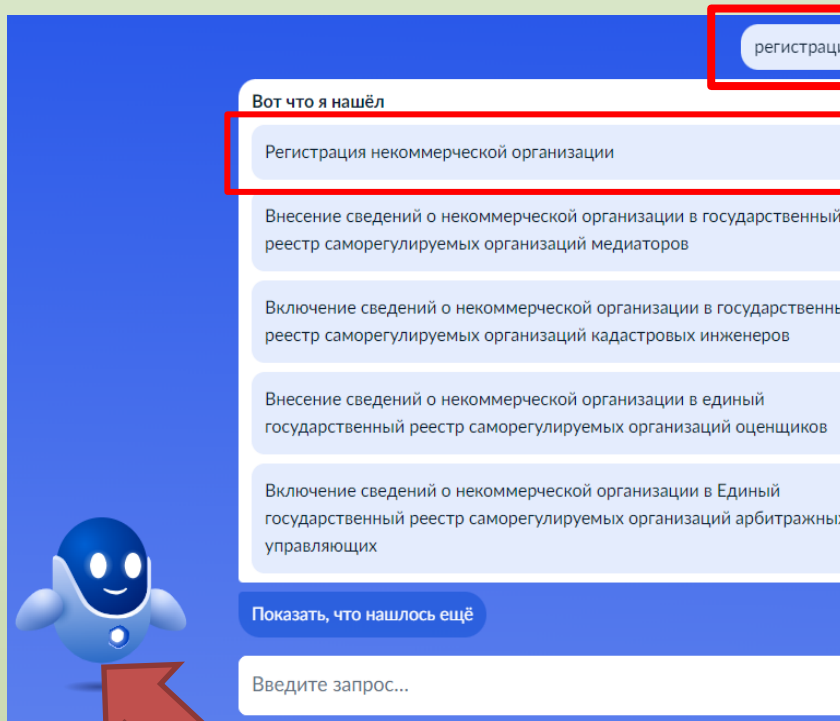 регистраци
Вот что я нашёл
Регистрация некоммерческой организации
Внесение сведений о некоммерческой организации в государственный
реестр саморегулируемых организаций медиаторов
Включение сведений о некоммерческой организации в государственны
реестр саморегулируемых организаций кадастровых инженеров
Внесение сведений о некоммерческой организации в единый
государственный реестр саморегулируемых организаций оценщиков
Включение сведений о некоммерческой организации в Единый
государственный реестр саморегулируемых организаций арбитражных
управляющих
Показать, что нашлось ещё
Введите запрос...